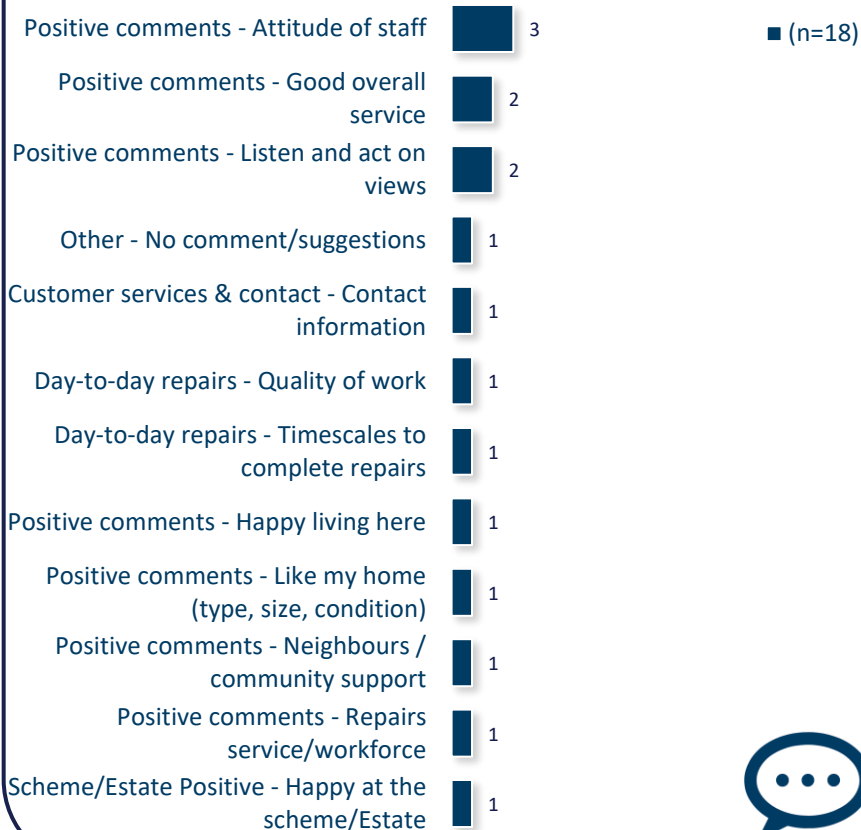 Positive comments - Attitude of staff 3
(n=18)
Positive comments - Good overall
service 2
Positive comments - Listen and act on
views 2
Other - No comment/suggestions 1
Customer services & contact - Contact
information 1
Day-to-day repairs - Quality of work 1
Day-to-day repairs - Timescales to
complete repairs 1
Positive comments - Happy living here 1
Positive comments - Like my home
(type, size, condition) 1
Positive comments - Neighbours /
community support 1
Positive comments - Repairs
service/workforce 1
Scheme/Estate Positive - Happy at the
scheme/Estate 1